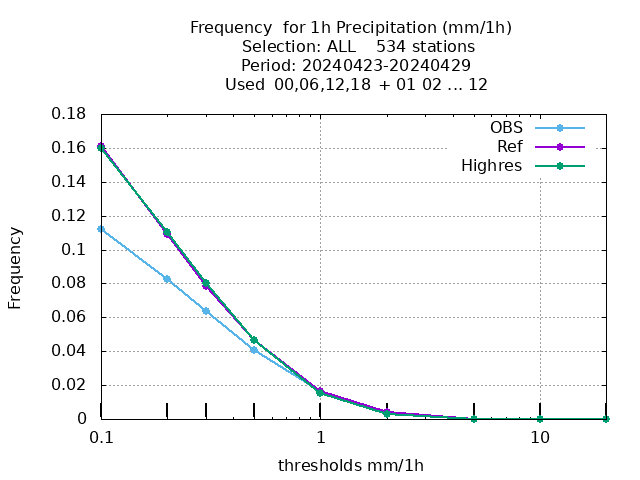 Frequency  for 1h Precipitation (mm/1h)
Selection: ALL    534 stations
Period: 20240423-20240429
Used  00,06,12,18  + 01 02 ... 12
OBS
Ref
Highres
0.18
0.16
0.14
0.12
0.1
0.08
0.06
0.04
0.02
0
Frequency
0.1
1
10
thresholds mm/1h